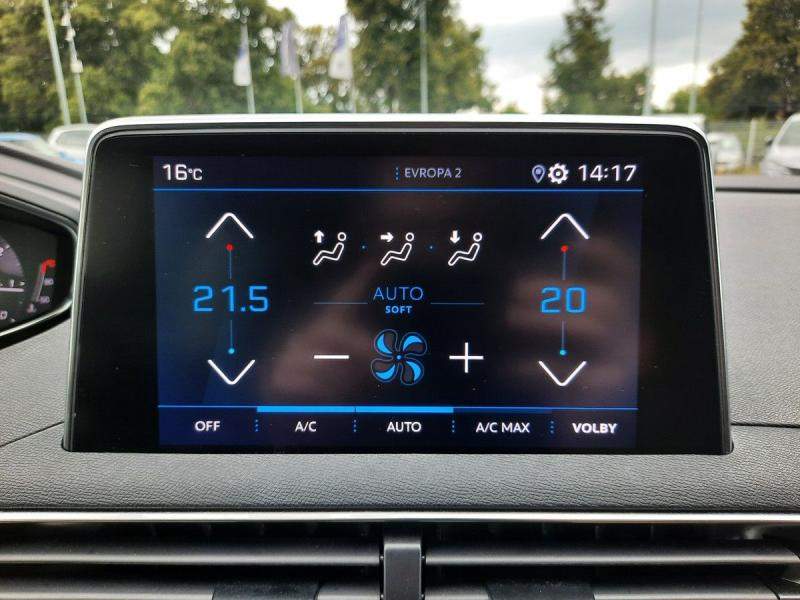 16°C EVROPA 2 14:17
21.5 AUTO 20
SOFT
OFF A/C AUTO A/C MAX VOLBY